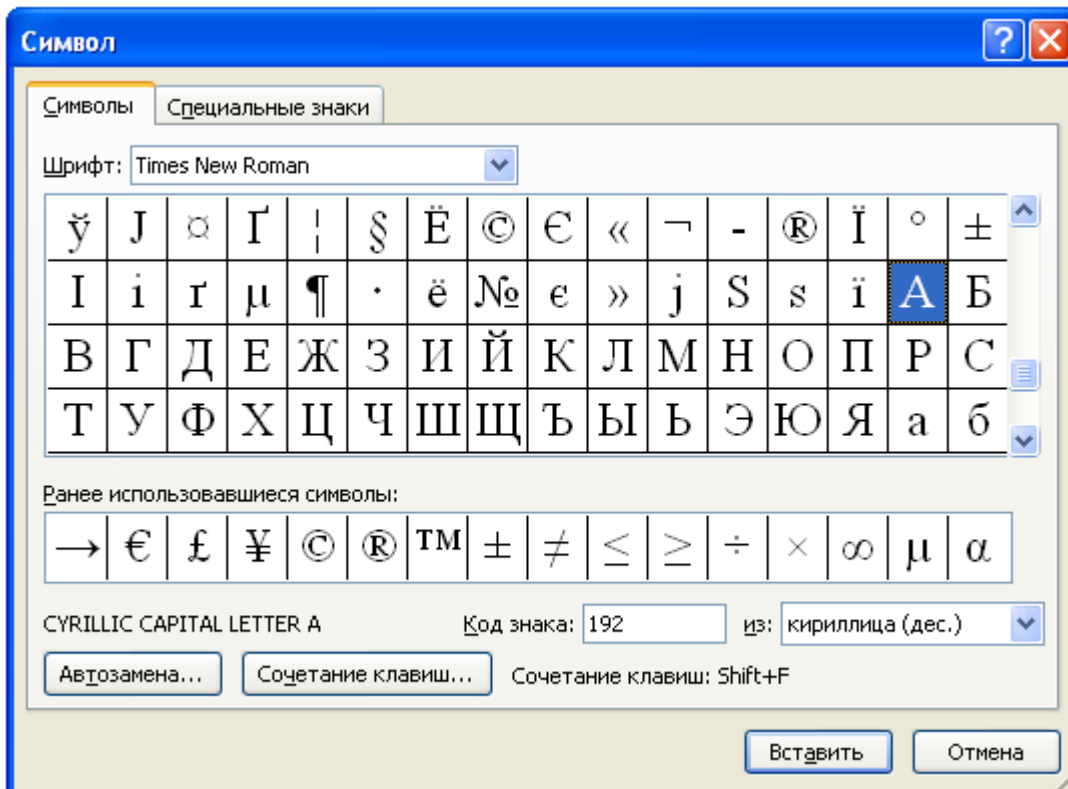 Символ
Символы Специальные знаки
Шрифт: Times New Roman
ў Ј ¤ Ґ ¦ § Ё © Є « ¬ - ® Ї ° ±
І і ґ µ ¶ · ё № є » ј Ѕ ѕ ї А Б
В Г Д Е Ж З И Й К Л М Н О П Р С
Т У Ф Х Ц Ч Ш Щ Ъ Ы Ь Э Ю Я а б
Ранее использовавшиеся символы:
→ € £ ¥ © ® ™ ± ≠ ≤ ≥ ÷ × ∞ µ α
CYRILLIC CAPITAL LETTER A Код знака: 192 из: кириллица (дес.)
Автозамена... Сочетание клавиш... Сочетание клавиш: Shift+F
Вставить Отмена